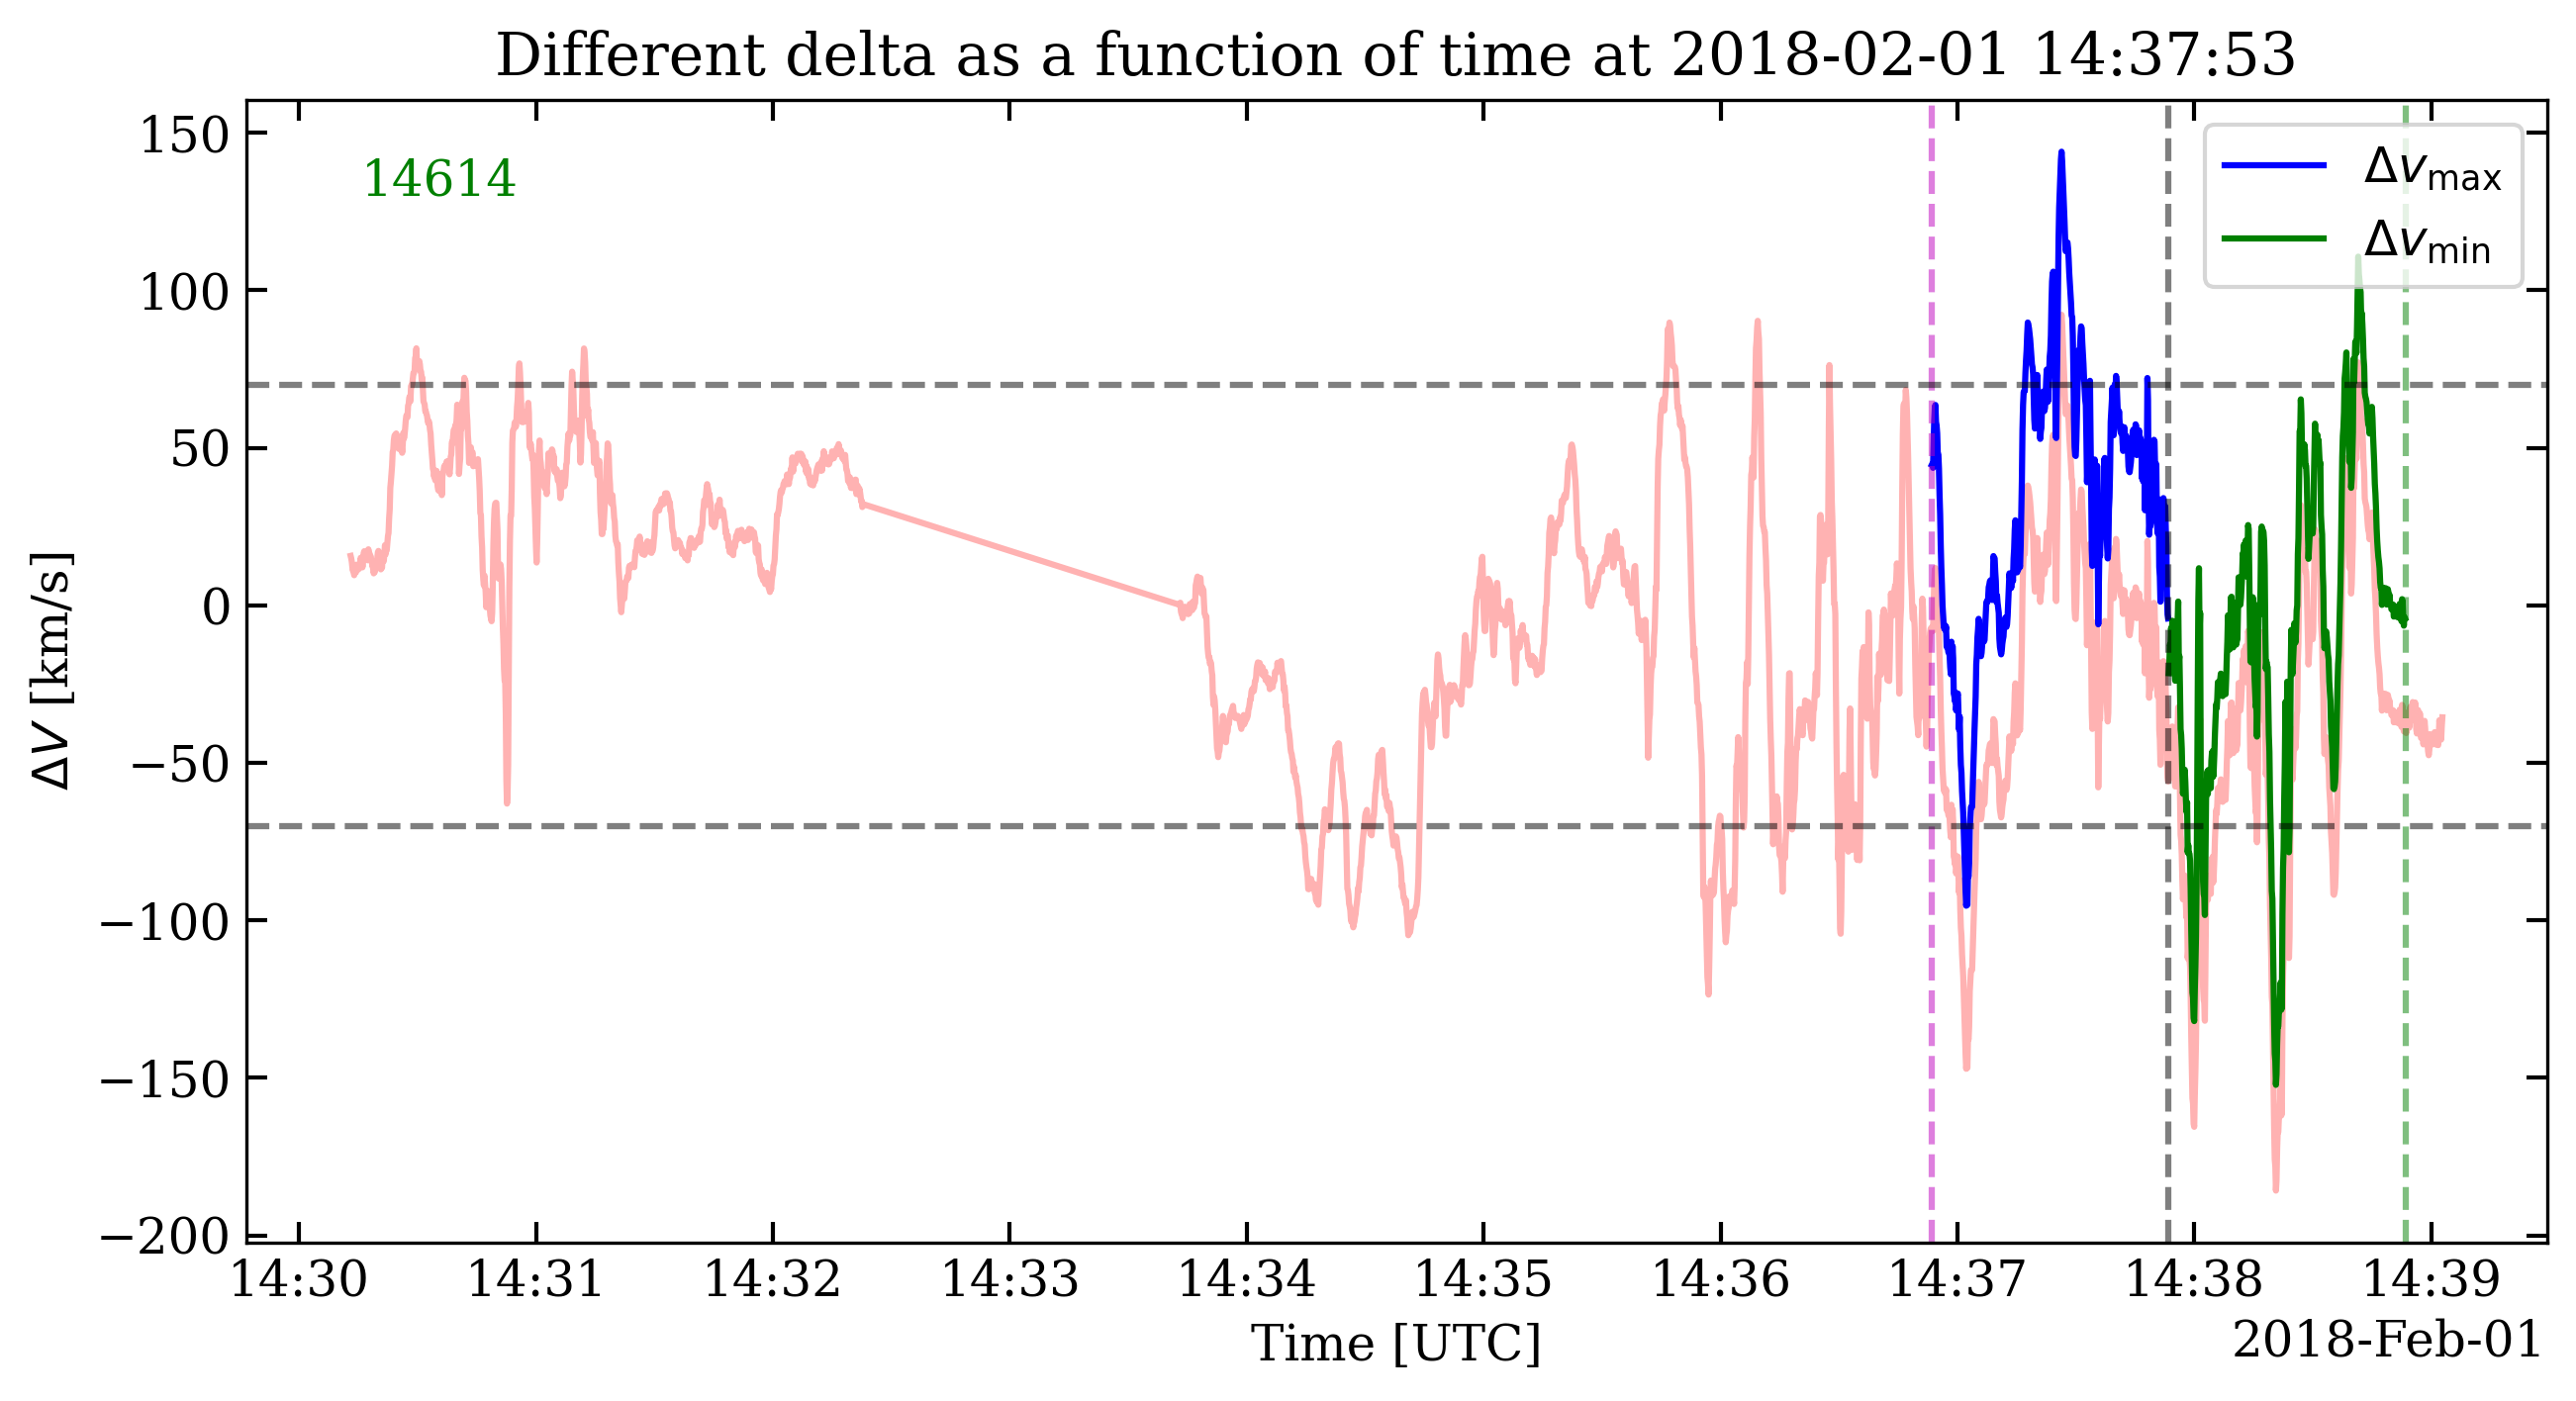 Different delta as a function of time at 2018-02-01 14:37:53
14614
Δv_max
Δv_min
ΔV [km/s]
150
100
50
0
−50
−100
−150
−200
14:30 14:31 14:32 14:33 14:34 14:35 14:36 14:37 14:38 14:39
Time [UTC]
2018-Feb-01